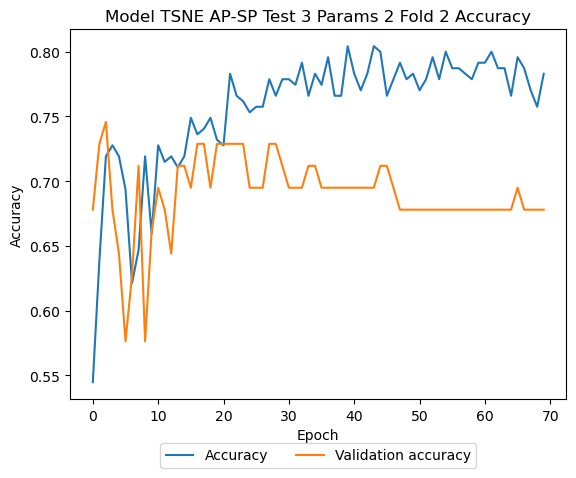 Model TSNE AP-SP Test 3 Params 2 Fold 2 Accuracy
0.80
0.75
0.70
0.65
0.60
0.55
Accuracy
0 10 20 30 40 50 60 70
Epoch
Accuracy Validation accuracy